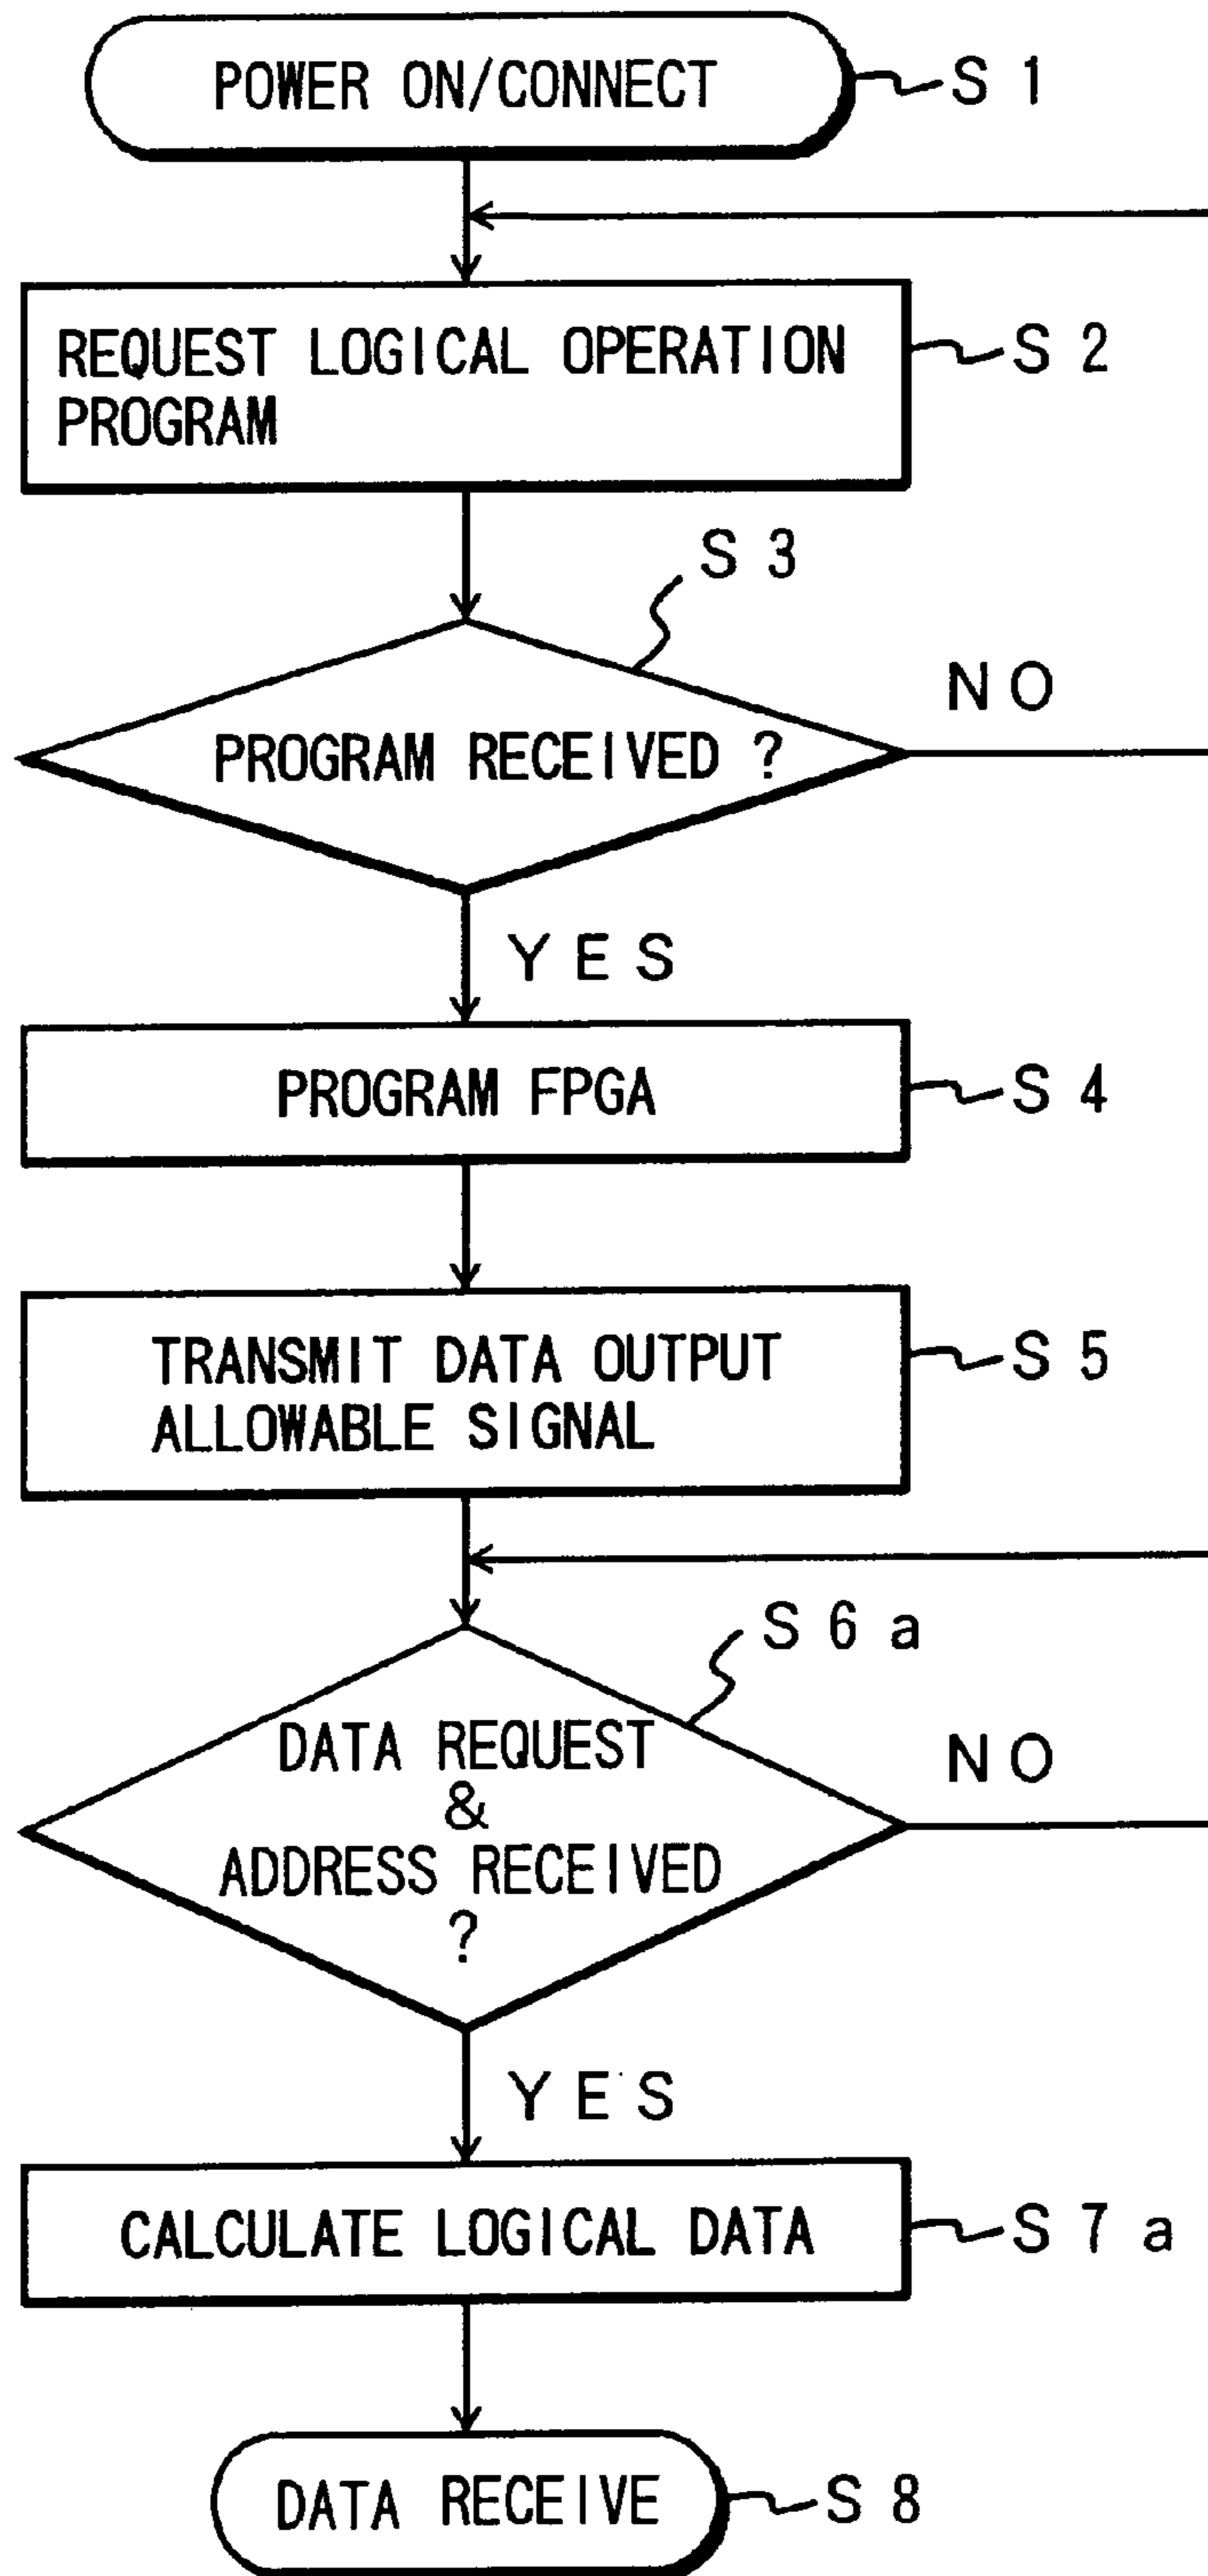 POWER ON/CONNECT
S 1
REQUEST LOGICAL OPERATION
PROGRAM
S 2
S 3
PROGRAM RECEIVED ?
NO
YES
PROGRAM FPGA
S 4
TRANSMIT DATA OUTPUT
ALLOWABLE SIGNAL
S 5
S 6 a
DATA REQUEST
&
ADDRESS RECEIVED
?
NO
YES
CALCULATE LOGICAL DATA
S 7 a
DATA RECEIVE
S 8